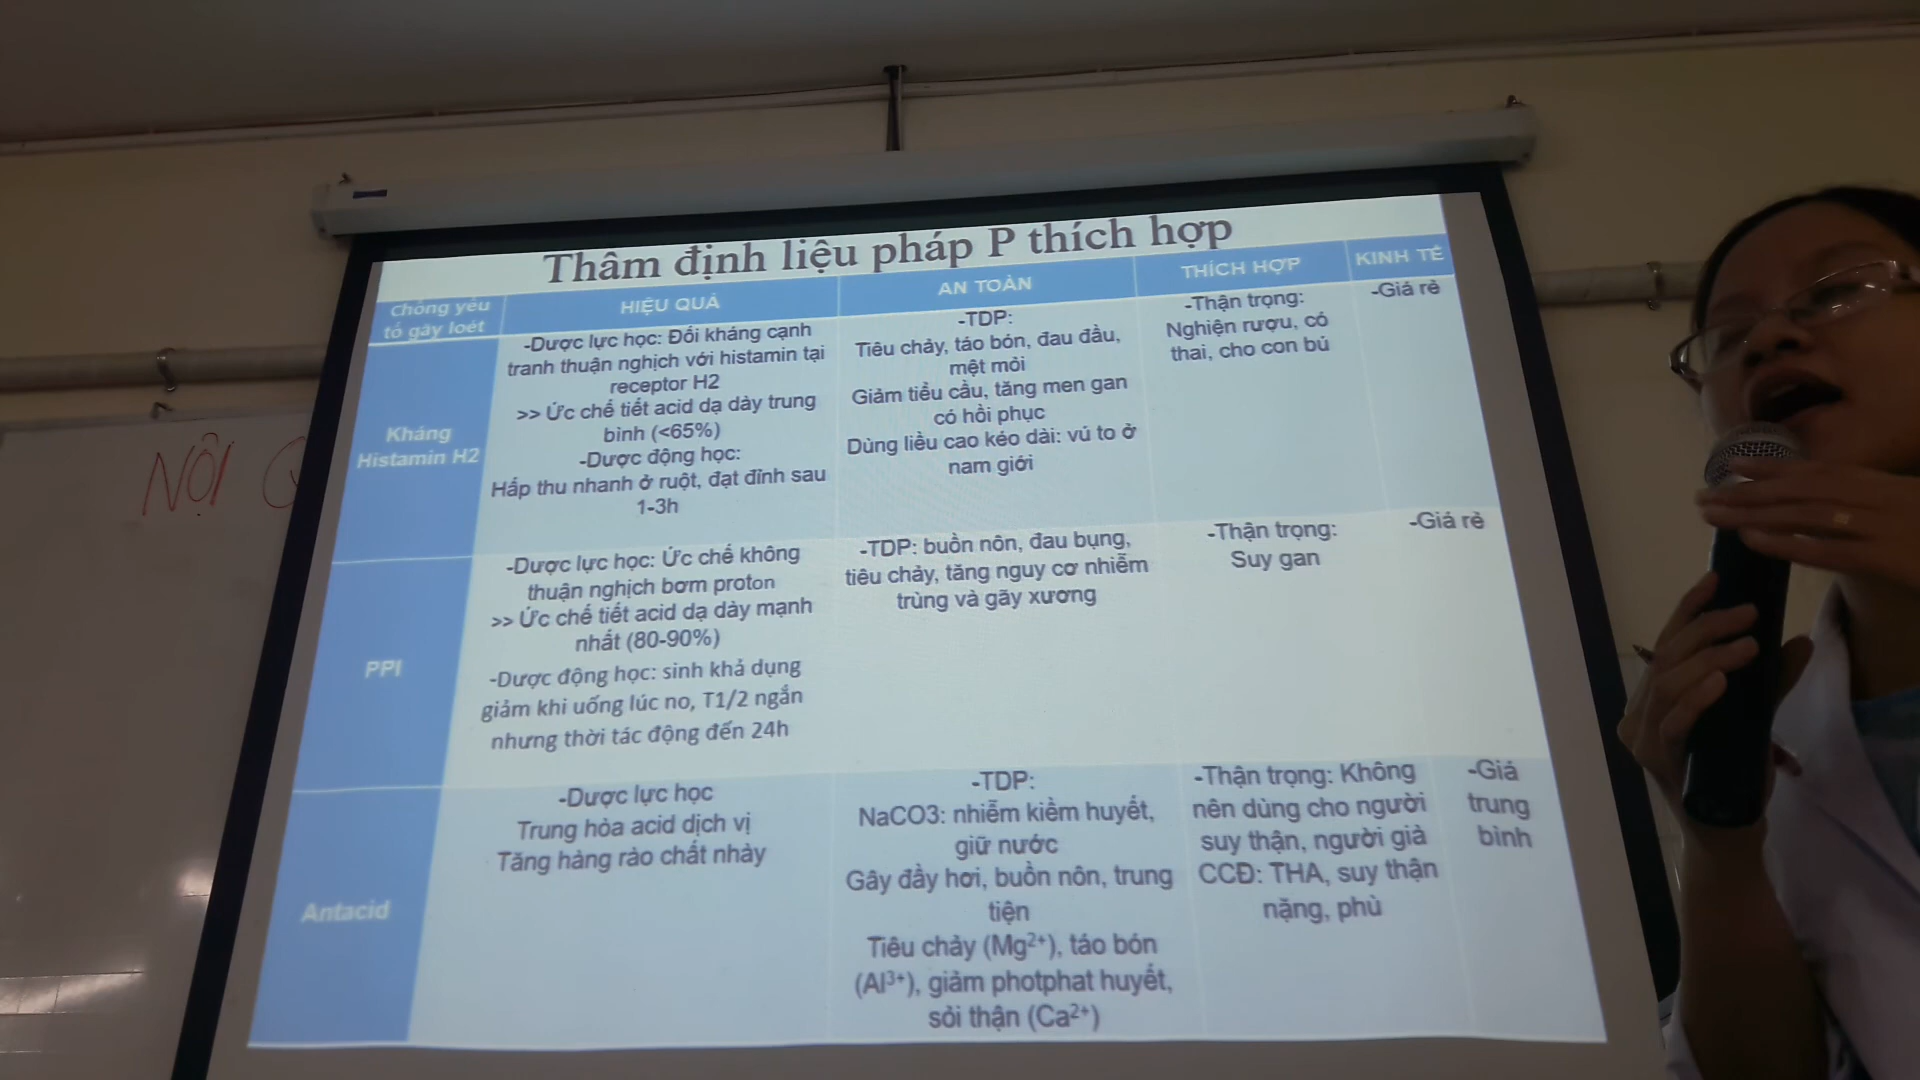 Thẩm định liệu pháp P thích hợp
Chống yếu
tố gây loét
HIỆU QUẢ
AN TOÀN
THÍCH HỢP
KINH TẾ
Kháng
Histamin H2
-Dược lực học: Đối kháng cạnh
tranh thuận nghịch với histamin tại
receptor H2
>> Ức chế tiết acid dạ dày trung
bình (<65%)
-Dược động học:
Hấp thu nhanh ở ruột, đạt đỉnh sau
1-3h
-TDP:
Tiêu chảy, táo bón, đau đầu,
mệt mỏi
Giảm tiểu cầu, tăng men gan
có hồi phục
Dùng liều cao kéo dài: vú to ở
nam giới
-Thận trọng:
Nghiện rượu, có
thai, cho con bú
-Giá rẻ
PPI
-Dược lực học: Ức chế không
thuận nghịch bơm proton
>> Ức chế tiết acid dạ dày mạnh
nhất (80-90%)
-Dược động học: sinh khả dụng
giảm khi uống lúc no, T1/2 ngắn
nhưng thời tác động đến 24h
-TDP: buồn nôn, đau bụng,
tiêu chảy, tăng nguy cơ nhiễm
trùng và gãy xương
-Thận trọng:
Suy gan
-Giá rẻ
Antacid
-Dược lực học
Trung hòa acid dịch vị
Tăng hàng rào chất nhày
-TDP:
NaCO3: nhiễm kiềm huyết,
giữ nước
Gây đầy hơi, buồn nôn, trung
tiện
Tiêu chảy (Mg²⁺), táo bón
(Al³⁺), giảm photphat huyết,
sỏi thận (Ca²⁺)
-Thận trọng: Không
nên dùng cho người
suy thận, người già
CCĐ: THA, suy thận
nặng, phù
-Giá
trung
bình
NỘI